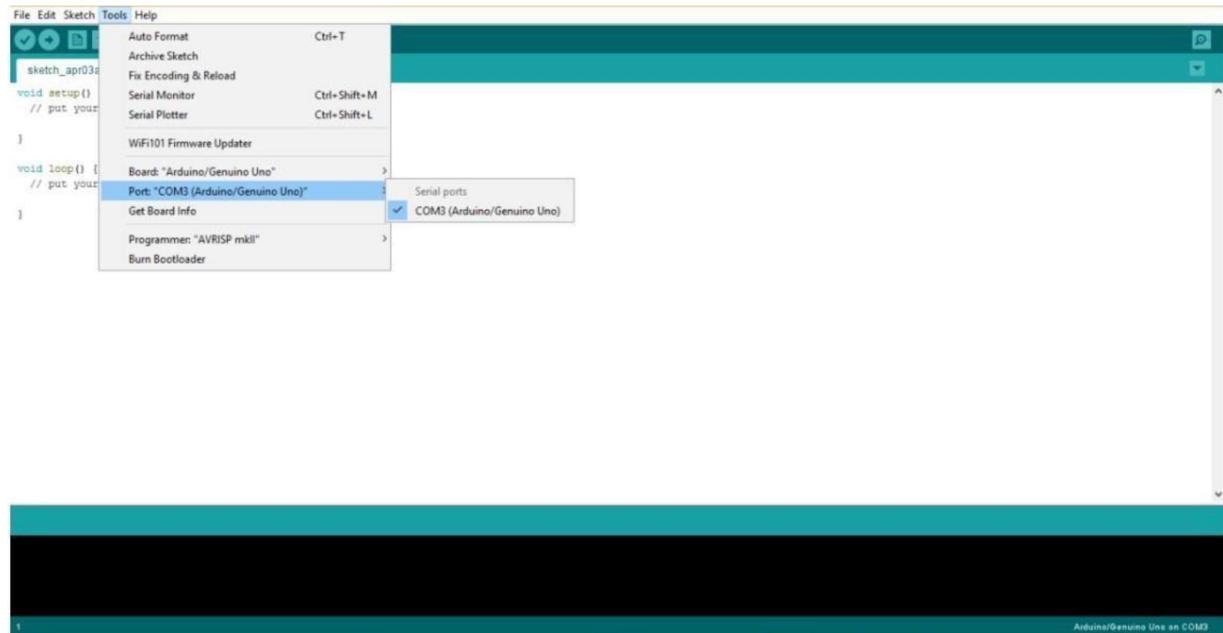 File Edit Sketch Tools Help
sketch_apr03a
void setup()
// put your
}
void loop() {
// put your
}
Auto Format Ctrl+T
Archive Sketch
Fix Encoding & Reload
Serial Monitor Ctrl+Shift+M
Serial Plotter Ctrl+Shift+L
WiFi101 Firmware Updater
Board: "Arduino/Genuino Uno"
Port: "COM3 (Arduino/Genuino Uno)"
Get Board Info
Programmer: "AVRISP mkII"
Burn Bootloader
Serial ports
COM3 (Arduino/Genuino Uno)
1
Arduino/Genuino Uno on COM3